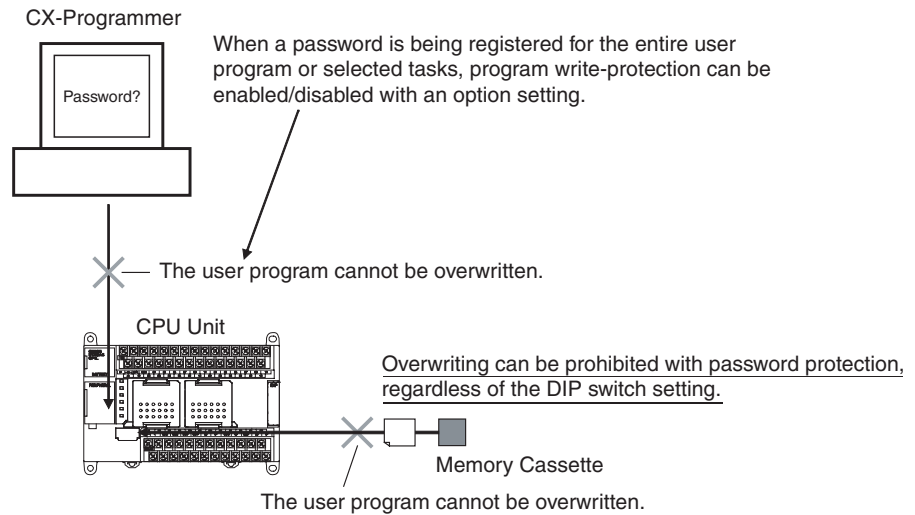 CX-Programmer
When a password is being registered for the entire user
program or selected tasks, program write-protection can be
enabled/disabled with an option setting.
Password?
The user program cannot be overwritten.
CPU Unit
Overwriting can be prohibited with password protection,
regardless of the DIP switch setting.
Memory Cassette
The user program cannot be overwritten.